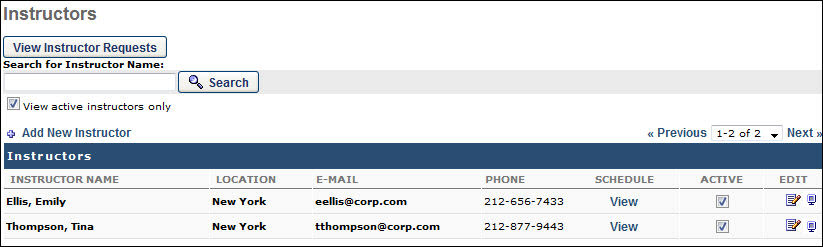 Instructors
View Instructor Requests
Search for Instructor Name:
Search
View active instructors only
Add New Instructor « Previous 1-2 of 2 Next »
Instructors
INSTRUCTOR NAME LOCATION E-MAIL PHONE SCHEDULE ACTIVE EDIT
Ellis, Emily New York eellis@corp.com 212-656-7433 View
Thompson, Tina New York tthompson@corp.com 212-877-9443 View